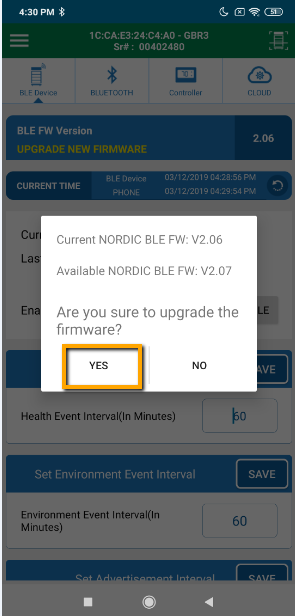 4:30 PM
51
1C:CA:E3:24:C4:A0 - GBR3
Sr# : 00402480
BLE Device
BLUETOOTH
Controller
CLOUD
BLE FW Version
UPGRADE NEW FIRMWARE
2.06
CURRENT TIME
BLE Device
03/12/2019 04:28:56 PM
PHONE
03/12/2019 04:29:54 PM
Current NORDIC BLE FW: V2.06
Available NORDIC BLE FW: V2.07
Are you sure to upgrade the
firmware?
YES
NO
Health Event Interval(In Minutes)
60
Set Environment Event Interval
SAVE
Environment Event Interval(In
Minutes)
60
Set Advertisement Interval
SAVE